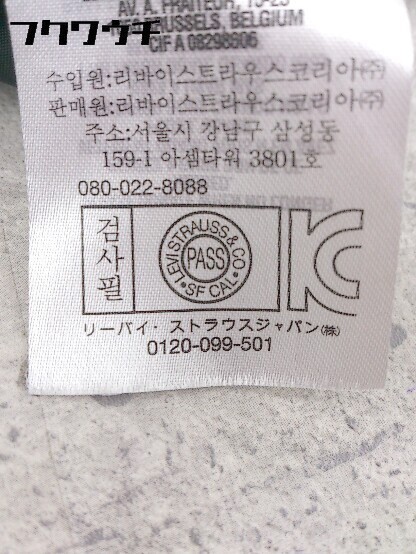 フクワウチ
AV. A. FRAITEUR, 15-23
BRUSSELS, BELGIUM
CIF A 08298606
수입원:리바이스트라우스코리아㈜
판매원:리바이스트라우스코리아㈜
주소:서울시 강남구 삼성동
159-1 아셈타워 3801호
080-022-8088
검사필
LEVI STRAUSS & CO
PASS
•SF CAL•
リーバイ・ストラウスジャパン㈱
0120-099-501